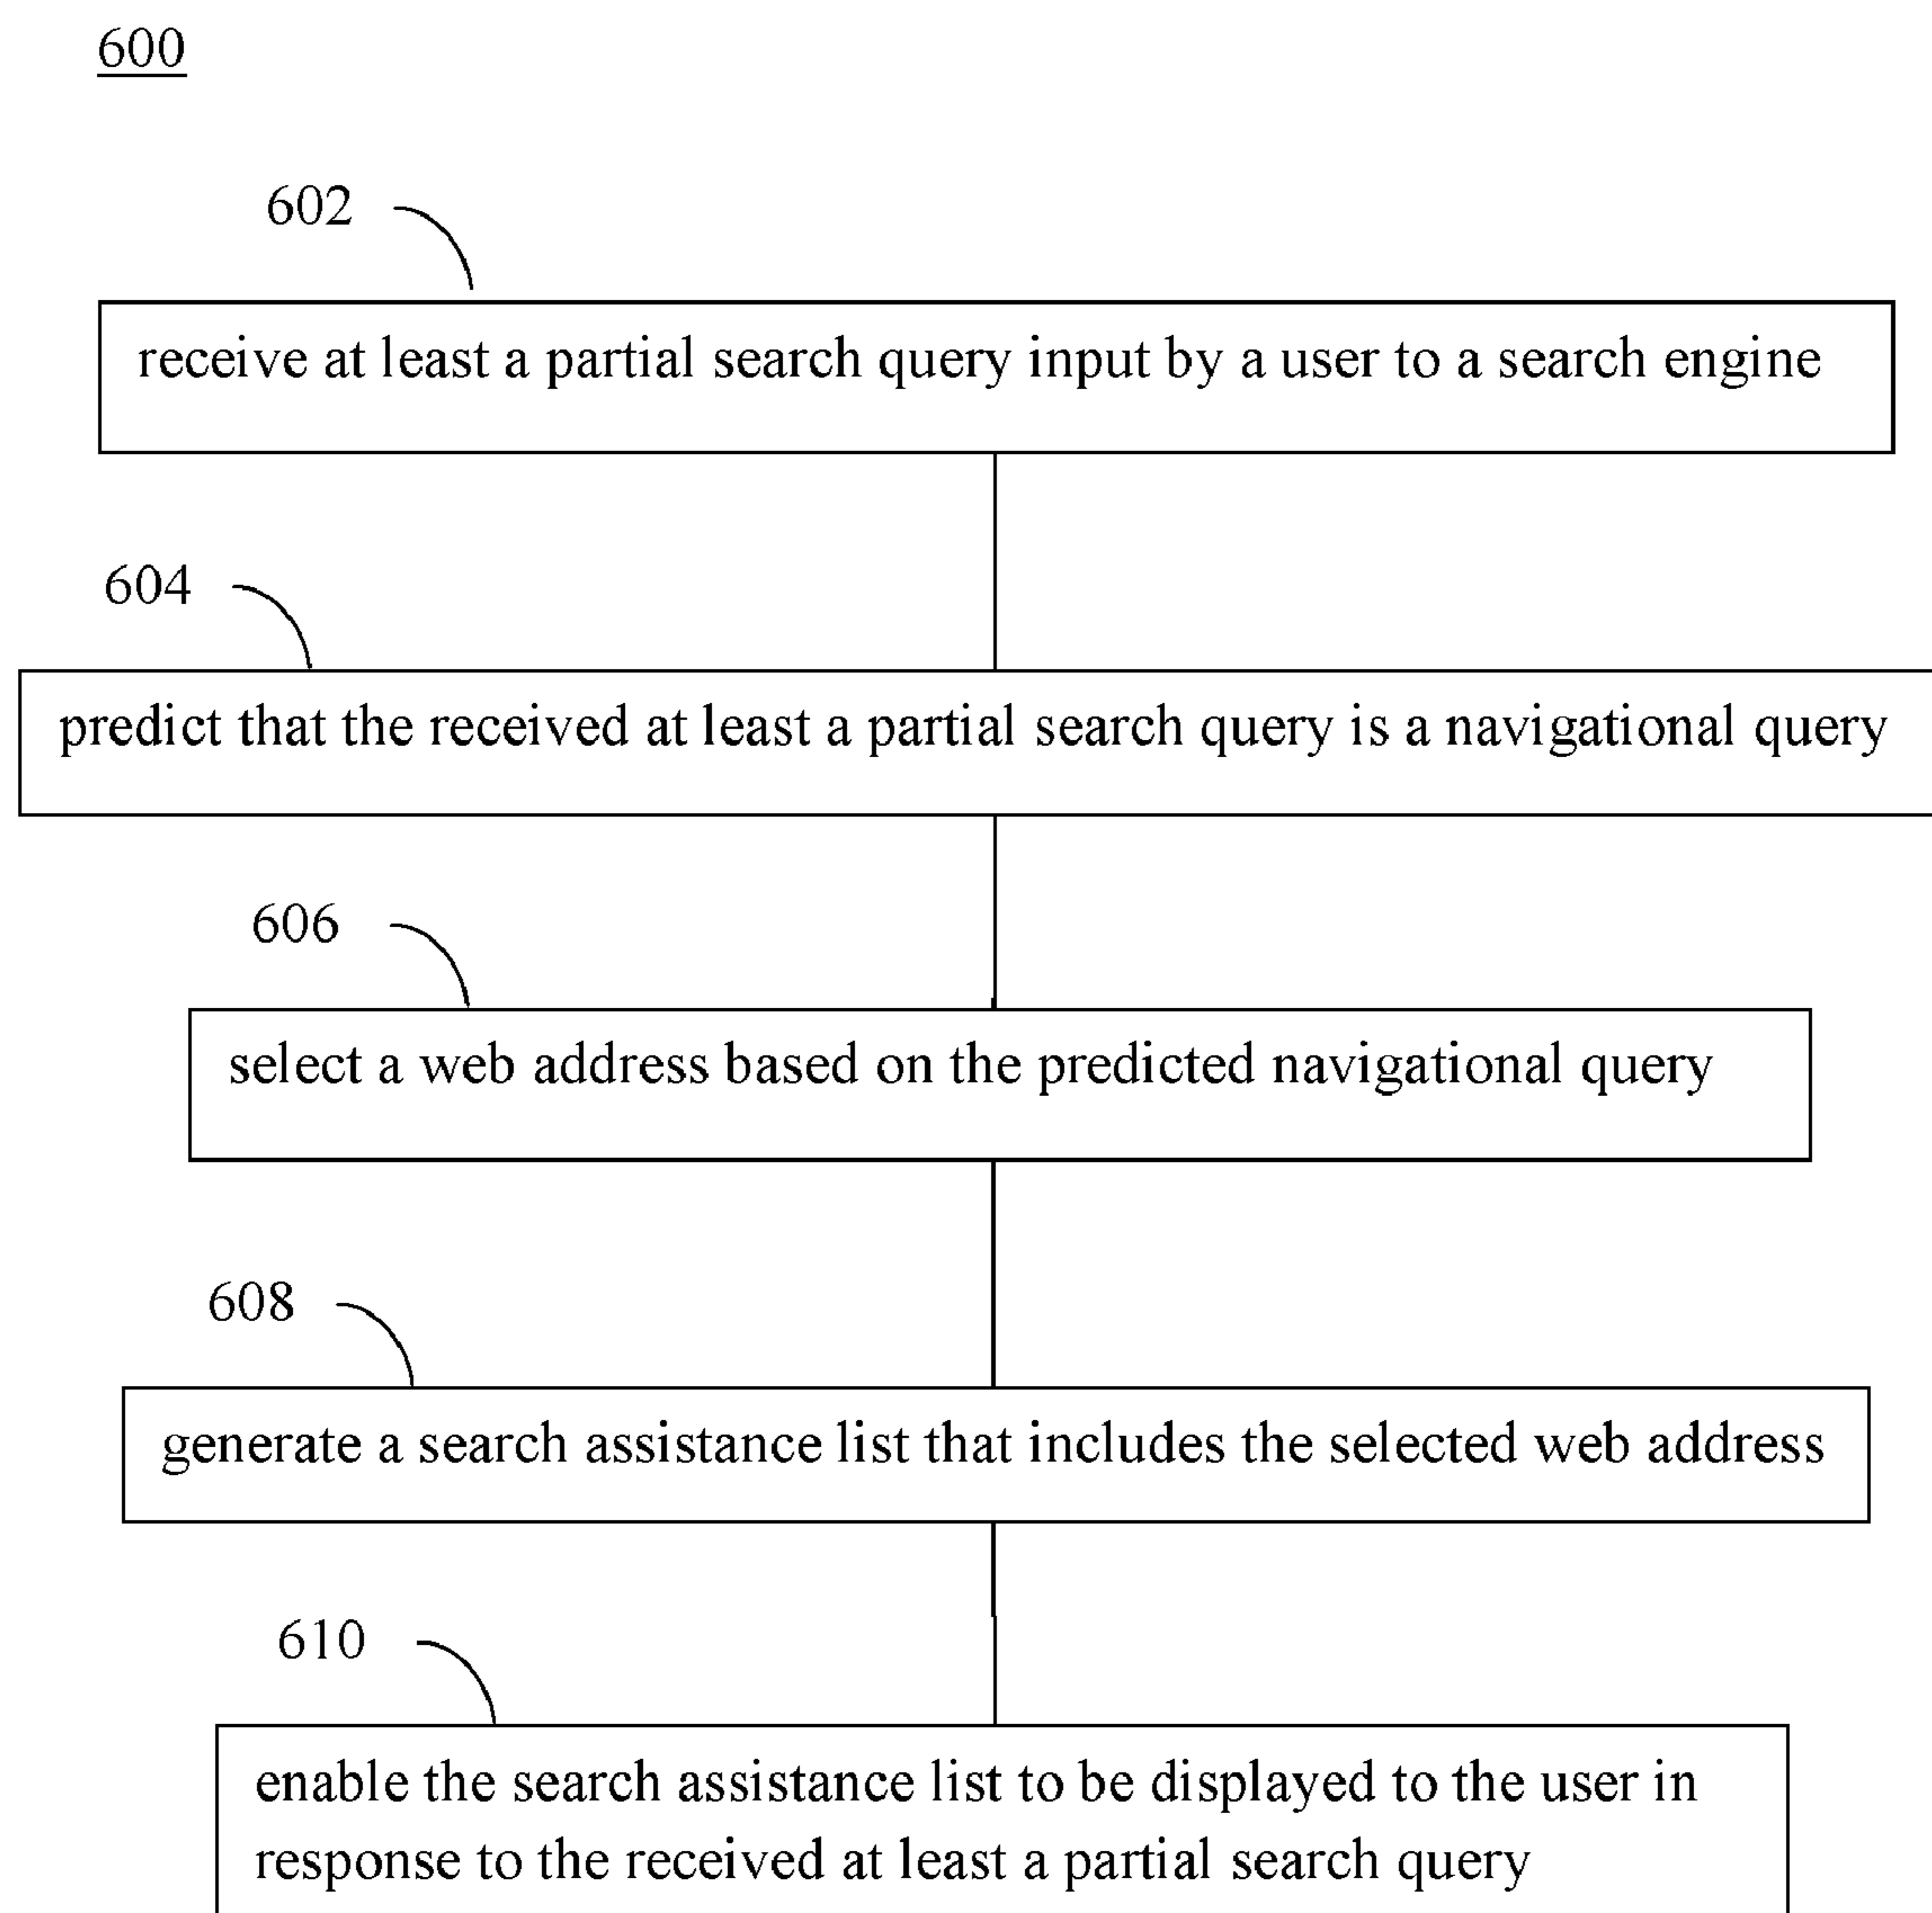 600
602
receive at least a partial search query input by a user to a search engine
604
predict that the received at least a partial search query is a navigational query
606
select a web address based on the predicted navigational query
608
generate a search assistance list that includes the selected web address
610
enable the search assistance list to be displayed to the user in
response to the received at least a partial search query